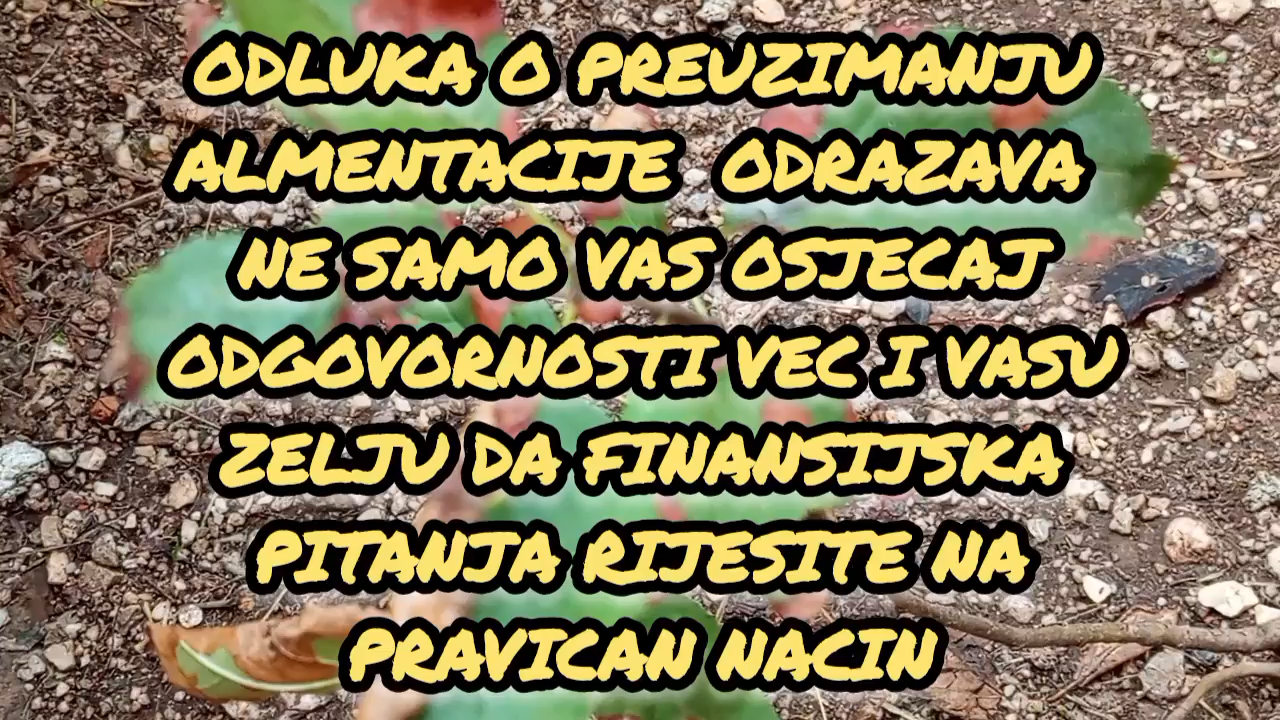 ODLUKA O PREUZIMANJU
ALMENTACIJE ODRAZAVA
NE SAMO VAS OSJECAJ
ODGOVORNOSTI VEC I VASU
ZELJU DA FINANSIJSKA
PITANJA RIJESITE NA
PRAVICAN NACIN